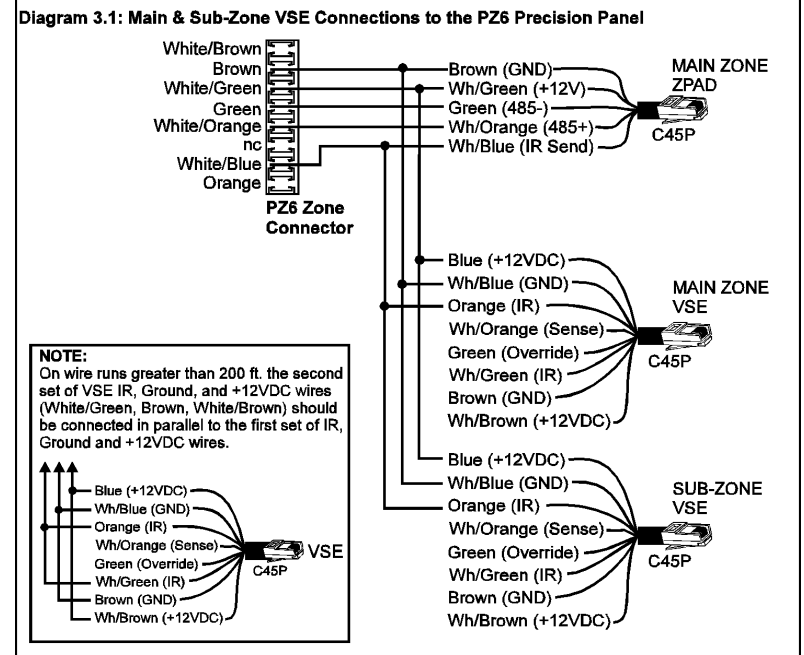 Diagram 3.1: Main & Sub-Zone VSE Connections to the PZ6 Precision Panel
White/Brown
Brown
White/Green
Green
White/Orange
nc
White/Blue
Orange
PZ6 Zone
Connector
Brown (GND)
Wh/Green (+12V)
Green (485-)
Wh/Orange (485+)
Wh/Blue (IR Send)
MAIN ZONE
ZPAD
C45P
Blue (+12VDC)
Wh/Blue (GND)
Orange (IR)
Wh/Orange (Sense)
Green (Override)
Wh/Green (IR)
Brown (GND)
Wh/Brown (+12VDC)
MAIN ZONE
VSE
C45P
Blue (+12VDC)
Wh/Blue (GND)
Orange (IR)
Wh/Orange (Sense)
Green (Override)
Wh/Green (IR)
Brown (GND)
Wh/Brown (+12VDC)
SUB-ZONE
VSE
C45P
NOTE:
On wire runs greater than 200 ft. the second
set of VSE IR, Ground, and +12VDC wires
(White/Green, Brown, White/Brown) should
be connected in parallel to the first set of IR,
Ground and +12VDC wires.
Blue (+12VDC)
Wh/Blue (GND)
Orange (IR)
Wh/Orange (Sense)
Green (Override)
Wh/Green (IR)
Brown (GND)
Wh/Brown (+12VDC)
VSE
C45P